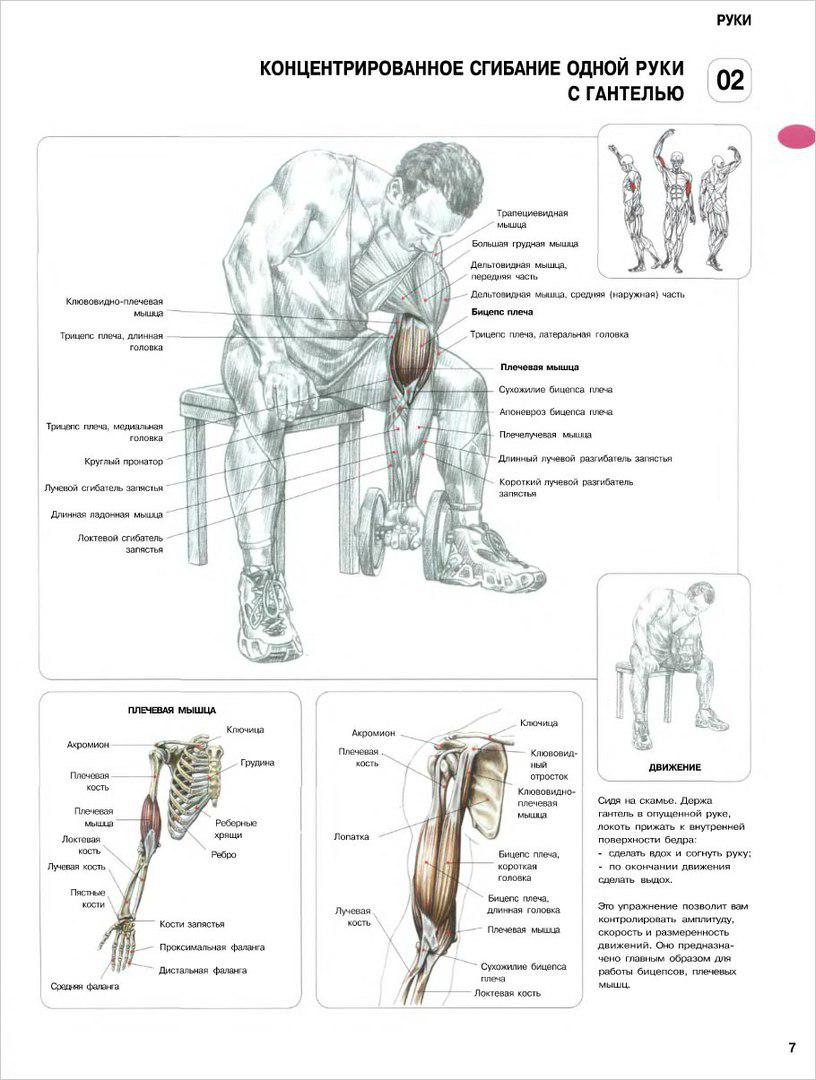 РУКИ
КОНЦЕНТРИРОВАННОЕ СГИБАНИЕ ОДНОЙ РУКИ
С ГАНТЕЛЬЮ
02
Трапециевидная
мышца
Большая грудная мышца
Дельтовидная мышца,
передняя часть
Дельтовидная мышца, средняя (наружная) часть
Бицепс плеча
Трицепс плеча, латеральная головка
Плечевая мышца
Сухожилие бицепса плеча
Апоневроз бицепса плеча
Плечелучевая мышца
Длинный лучевой разгибатель запястья
Короткий лучевой разгибатель
запястья
Клювовидно-плечевая
мышца
Трицепс плеча, длинная
головка
Трицепс плеча, медиальная
головка
Круглый пронатор
Лучевой сгибатель запястья
Длинная ладонная мышца
Локтевой сгибатель
запястья
ПЛЕЧЕВАЯ МЫШЦА
Ключица
Акромион
Грудина
Плечевая
кость
Плечевая
мышца
Реберные
хрящи
Локтевая
кость
Ребро
Лучевая кость
Пястные
кости
Кости запястья
Проксимальная фаланга
Дистальная фаланга
Средняя фаланга
Ключица
Акромион
Плечевая
кость
Клювовид-
ный
отросток
Клювовидно-
плечевая
мышца
Лопатка
Бицепс плеча,
короткая
головка
Бицепс плеча,
длинная головка
Лучевая
кость
Плечевая мышца
Сухожилие бицепса
плеча
Локтевая кость
ДВИЖЕНИЕ
Сидя на скамье. Держа
гантель в опущенной руке,
локоть прижать к внутренней
поверхности бедра:
- сделать вдох и согнуть руку;
- по окончании движения
сделать выдох.
Это упражнение позволит вам
контролировать амплитуду,
скорость и размеренность
движений. Оно предназна-
чено главным образом для
работы бицепсов, плечевых
мышц.
7